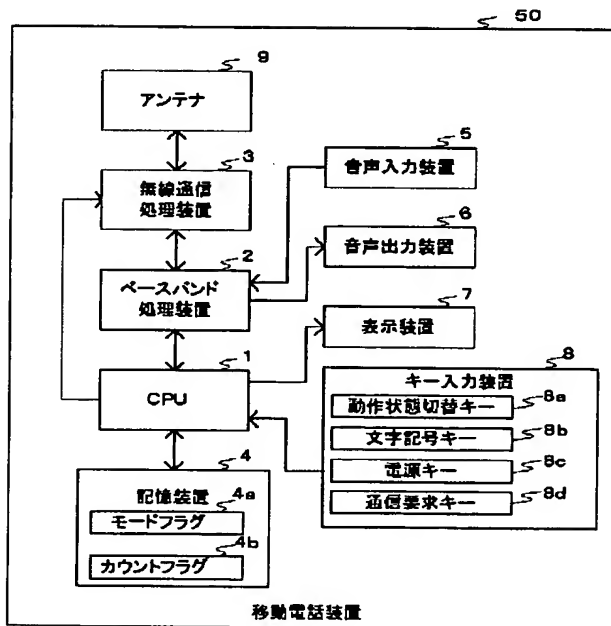 50
9
アンテナ
3
無線通信
処理装置
5
音声入力装置
6
音声出力装置
2
ベースバンド
処理装置
7
表示装置
1
CPU
8
キー入力装置
動作状態切替キー
8a
文字記号キー
8b
電源キー
8c
通信要求キー
8d
4
記憶装置
4a
モードフラグ
4b
カウントフラグ
移動電話装置